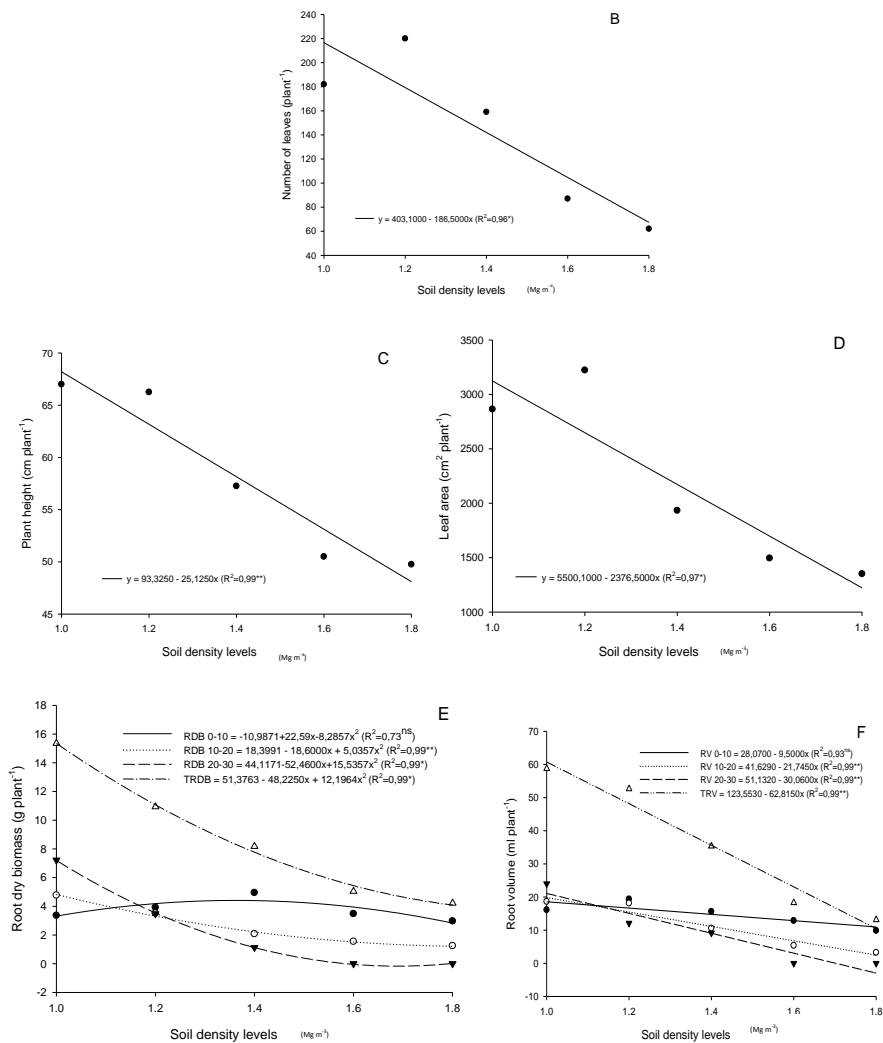 B
240
220
200
180
160
140
120
100
80
60
40
Number of leaves (plant⁻¹)
y = 403,1000 - 186,5000x (R²=0,96*)
1.0 1.2 1.4 1.6 1.8
Soil density levels (Mg m⁻³)
C
70
65
60
55
50
45
Plant height (cm plant⁻¹)
y = 93,3250 - 25,1250x (R²=0,99**)
1.0 1.2 1.4 1.6 1.8
Soil density levels (Mg m⁻³)
D
3500
3000
2500
2000
1500
1000
Leaf area (cm² plant⁻¹)
y = 5500,1000 - 2376,5000x (R²=0,97*)
1.0 1.2 1.4 1.6 1.8
Soil density levels (Mg m⁻³)
E
18
16
14
12
10
8
6
4
2
0
-2
Root dry biomass (g plant⁻¹)
RDB 0-10 = -10,9871+22,59x-8,2857x² (R²=0,73ⁿˢ)
RDB 10-20 = 18,3991 - 18,6000x + 5,0357x² (R²=0,99**)
RDB 20-30 = 44,1171-52,4600x+15,5357x² (R²=0,99*)
TRDB = 51,3763 - 48,2250x + 12,1964x² (R²=0,99*)
1.0 1.2 1.4 1.6 1.8
Soil density levels (Mg m⁻³)
F
70
60
50
40
30
20
10
0
-10
Root volume (ml plant⁻¹)
RV 0-10 = 28,0700 - 9,5000x (R²=0,93ⁿˢ)
RV 10-20 = 41,6290 - 21,7450x (R²=0,99**)
RV 20-30 = 51,1320 - 30,0600x (R²=0,99**)
TRV = 123,5530 - 62,8150x (R²=0,99**)
1.0 1.2 1.4 1.6 1.8
Soil density levels (Mg m⁻³)